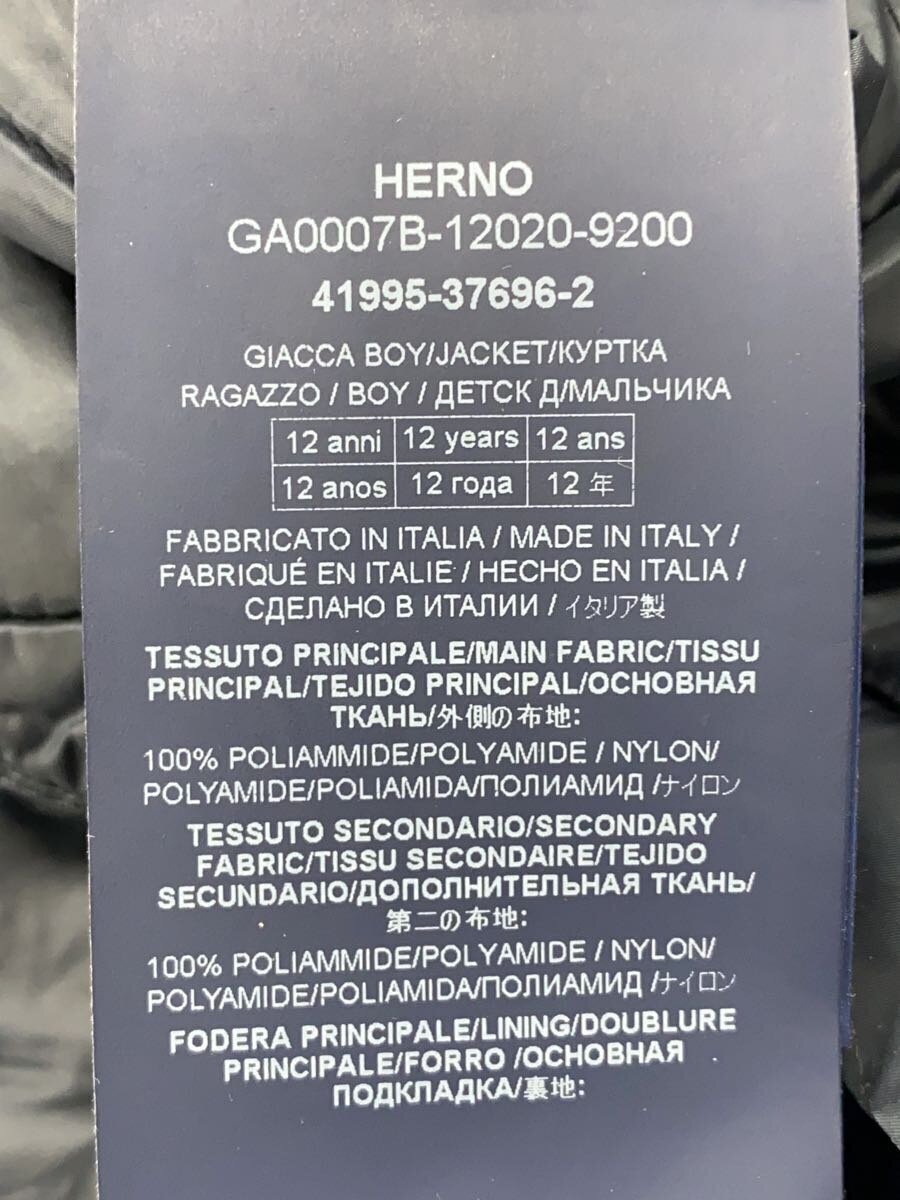 HERNO
GA0007B-12020-9200
41995-37696-2
GIACCA BOY/JACKET/КУРТКА
RAGAZZO / BOY / ДЕТСК Д/МАЛЬЧИКА
12 anni 12 years 12 ans
12 anos 12 года 12 年
FABBRICATO IN ITALIA / MADE IN ITALY /
FABRIQUÉ EN ITALIE / HECHO EN ITALIA /
СДЕЛАНО В ИТАЛИИ / イタリア製
TESSUTO PRINCIPALE/MAIN FABRIC/TISSU
PRINCIPAL/TEJIDO PRINCIPAL/ОСНОВНАЯ
ТКАНЬ/外側の布地:
100% POLIAMMIDE/POLYAMIDE / NYLON/
POLYAMIDE/POLIAMIDA/ПОЛИАМИД /ナイロン
TESSUTO SECONDARIO/SECONDARY
FABRIC/TISSU SECONDAIRE/TEJIDO
SECUNDARIO/ДОПОЛНИТЕЛЬНАЯ ТКАНЬ/
第二の布地:
100% POLIAMMIDE/POLYAMIDE / NYLON/
POLYAMIDE/POLIAMIDA/ПОЛИАМИД /ナイロン
FODERA PRINCIPALE/LINING/DOUBLURE
PRINCIPALE/FORRO /ОСНОВНАЯ
ПОДКЛАДКА/裏地: